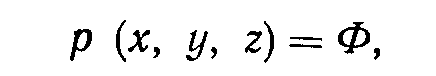 p (x, y, z) = Φ,